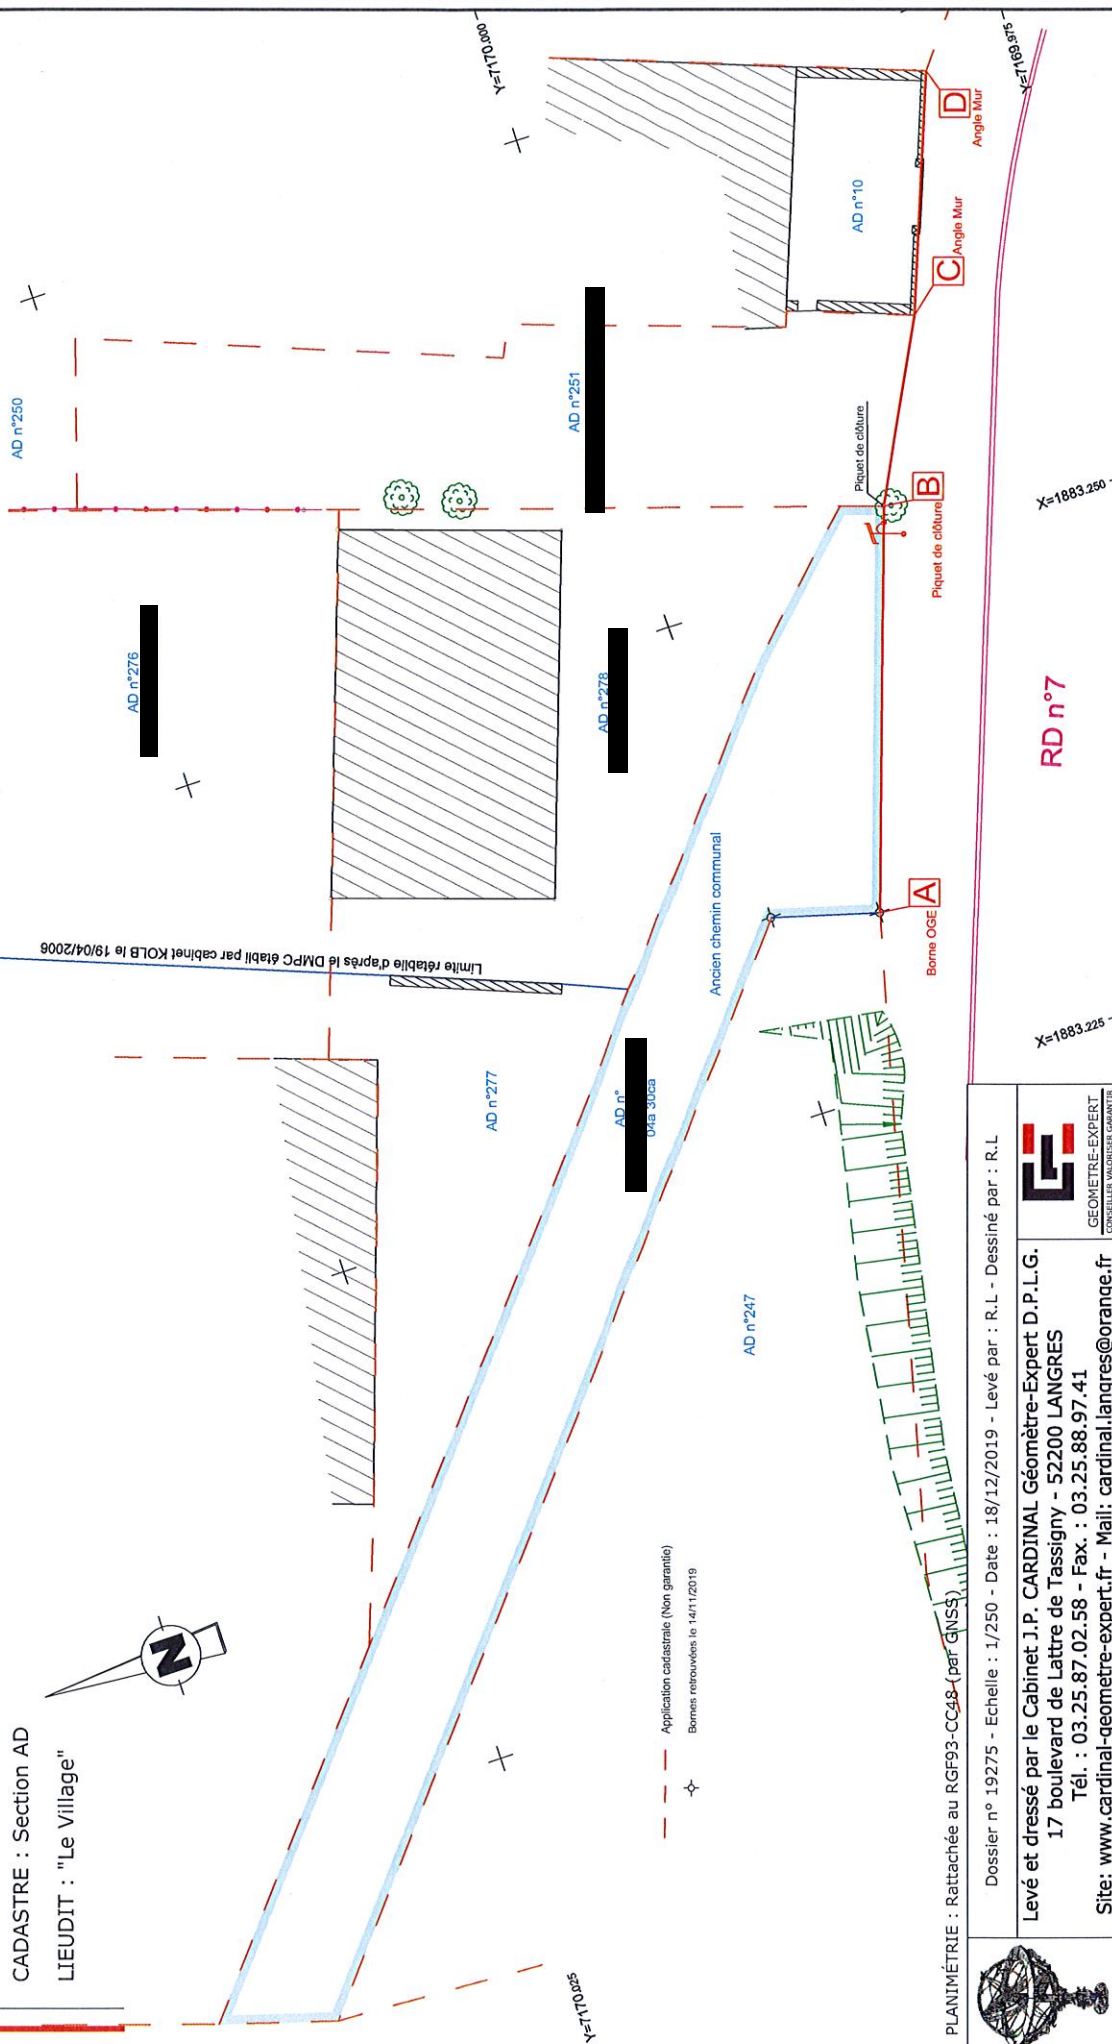 CADASTRE : Section AD
LIEUDIT : "Le Village"
AD n°250
AD n°276
AD n°251
AD n°278
AD n°10
AD n°277
AD n°
04a 30ca
AD n°247
Ancien chemin communal
Limite rétablie d'après le DMPC établi par cabinet KOLB le 19/04/2006
Y=7170.000
Y=7169.975
Y=7170.025
X=1883.250
X=1883.225
A
Borne OGE
B
Piquet de clôture
Piquet de clôture
C
Angle Mur
D
Angle Mur
RD n°7
N
Application cadastrale (Non garantie)
Bornes retrouvées le 14/11/2019
PLANIMÉTRIE : Rattachée au RGF93-CC48 (par GNSS)
Dossier n° 19275 - Echelle : 1/250 - Date : 18/12/2019 - Levé par : R.L - Dessiné par : R.L
Levé et dressé par le Cabinet J.P. CARDINAL Géomètre-Expert D.P.L.G.
17 boulevard de Lattre de Tassigny - 52200 LANGRES
Tél. : 03.25.87.02.58 - Fax. : 03.25.88.97.41
Site: www.cardinal-geometre-expert.fr - Mail: cardinal.langres@orange.fr
GEOMETRE-EXPERT
CONSEILLER VALORISER GARANTIR